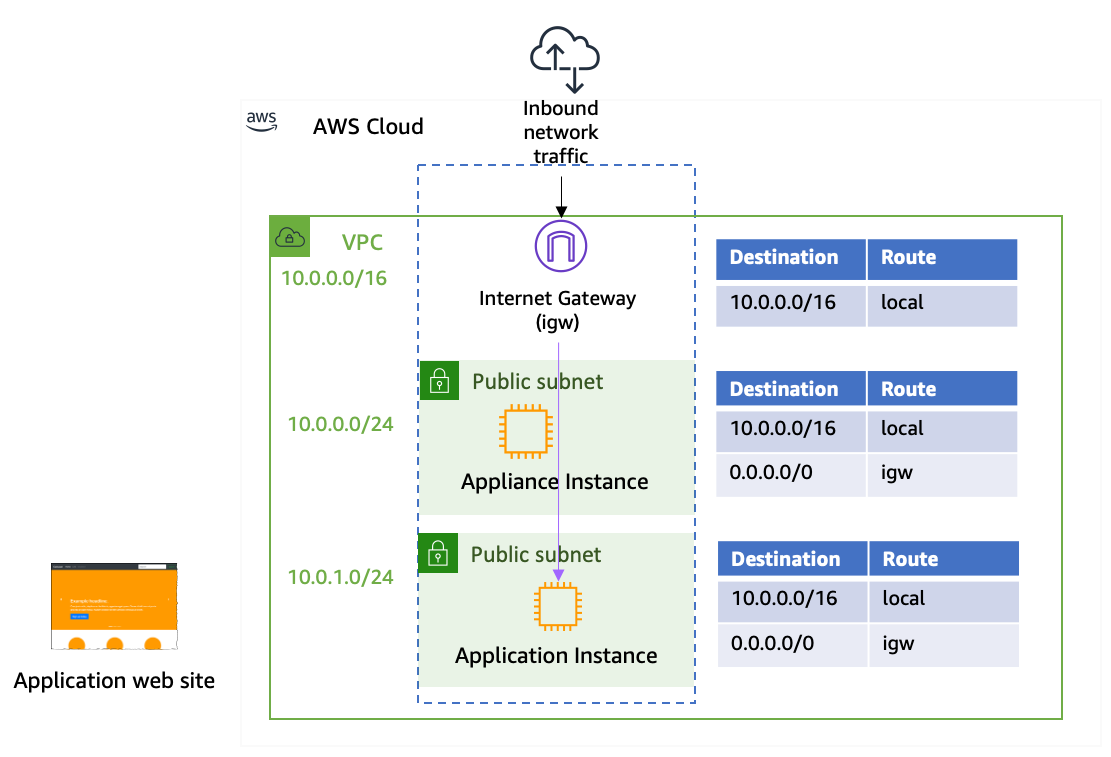 Inbound
network
traffic
aws
AWS Cloud
VPC
10.0.0.0/16
Internet Gateway
(igw)
Destination Route
10.0.0.0/16 local
Public subnet
10.0.0.0/24
Appliance Instance
Destination Route
10.0.0.0/16 local
0.0.0.0/0 igw
Public subnet
10.0.1.0/24
Application Instance
Destination Route
10.0.0.0/16 local
0.0.0.0/0 igw
Example headline.
Application web site